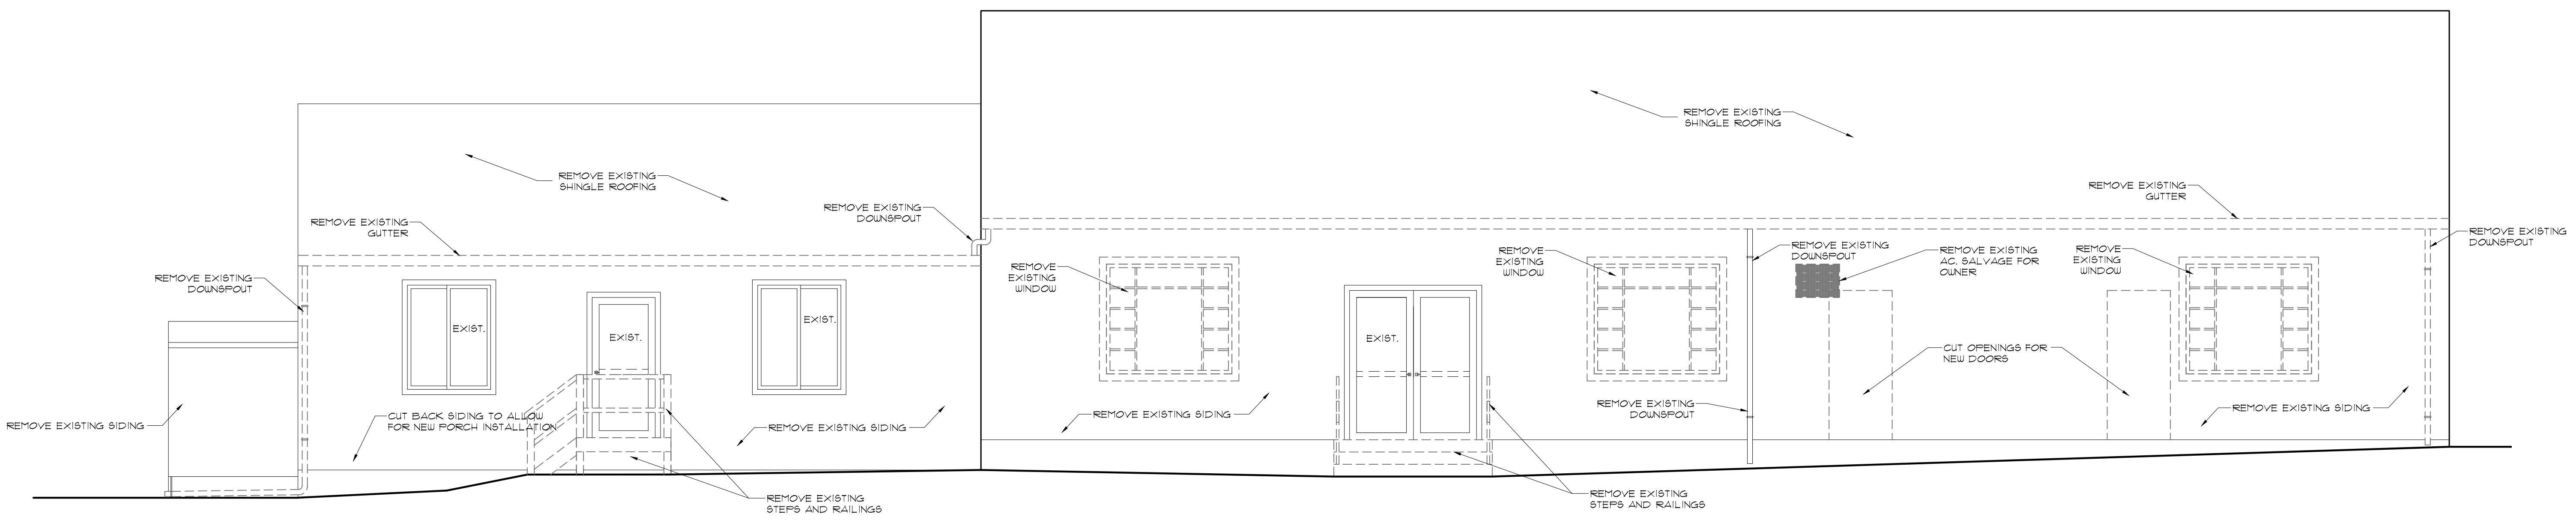 REMOVE EXISTING
SHINGLE ROOFING
REMOVE EXISTING
SHINGLE ROOFING
REMOVE EXISTING
GUTTER
REMOVE EXISTING
DOWNSPOUT
REMOVE EXISTING
GUTTER
REMOVE EXISTING
DOWNSPOUT
REMOVE EXISTING
DOWNSPOUT
REMOVE
EXISTING
WINDOW
REMOVE
EXISTING
WINDOW
REMOVE EXISTING
DOWNSPOUT
REMOVE EXISTING
AC, SALVAGE FOR
OWNER
REMOVE
EXISTING
WINDOW
EXIST.
EXIST.
EXIST.
EXIST.
CUT OPENINGS FOR
NEW DOORS
REMOVE EXISTING SIDING
CUT BACK SIDING TO ALLOW
FOR NEW PORCH INSTALLATION
REMOVE EXISTING SIDING
REMOVE EXISTING SIDING
REMOVE EXISTING
DOWNSPOUT
REMOVE EXISTING SIDING
REMOVE EXISTING
STEPS AND RAILINGS
REMOVE EXISTING
STEPS AND RAILINGS